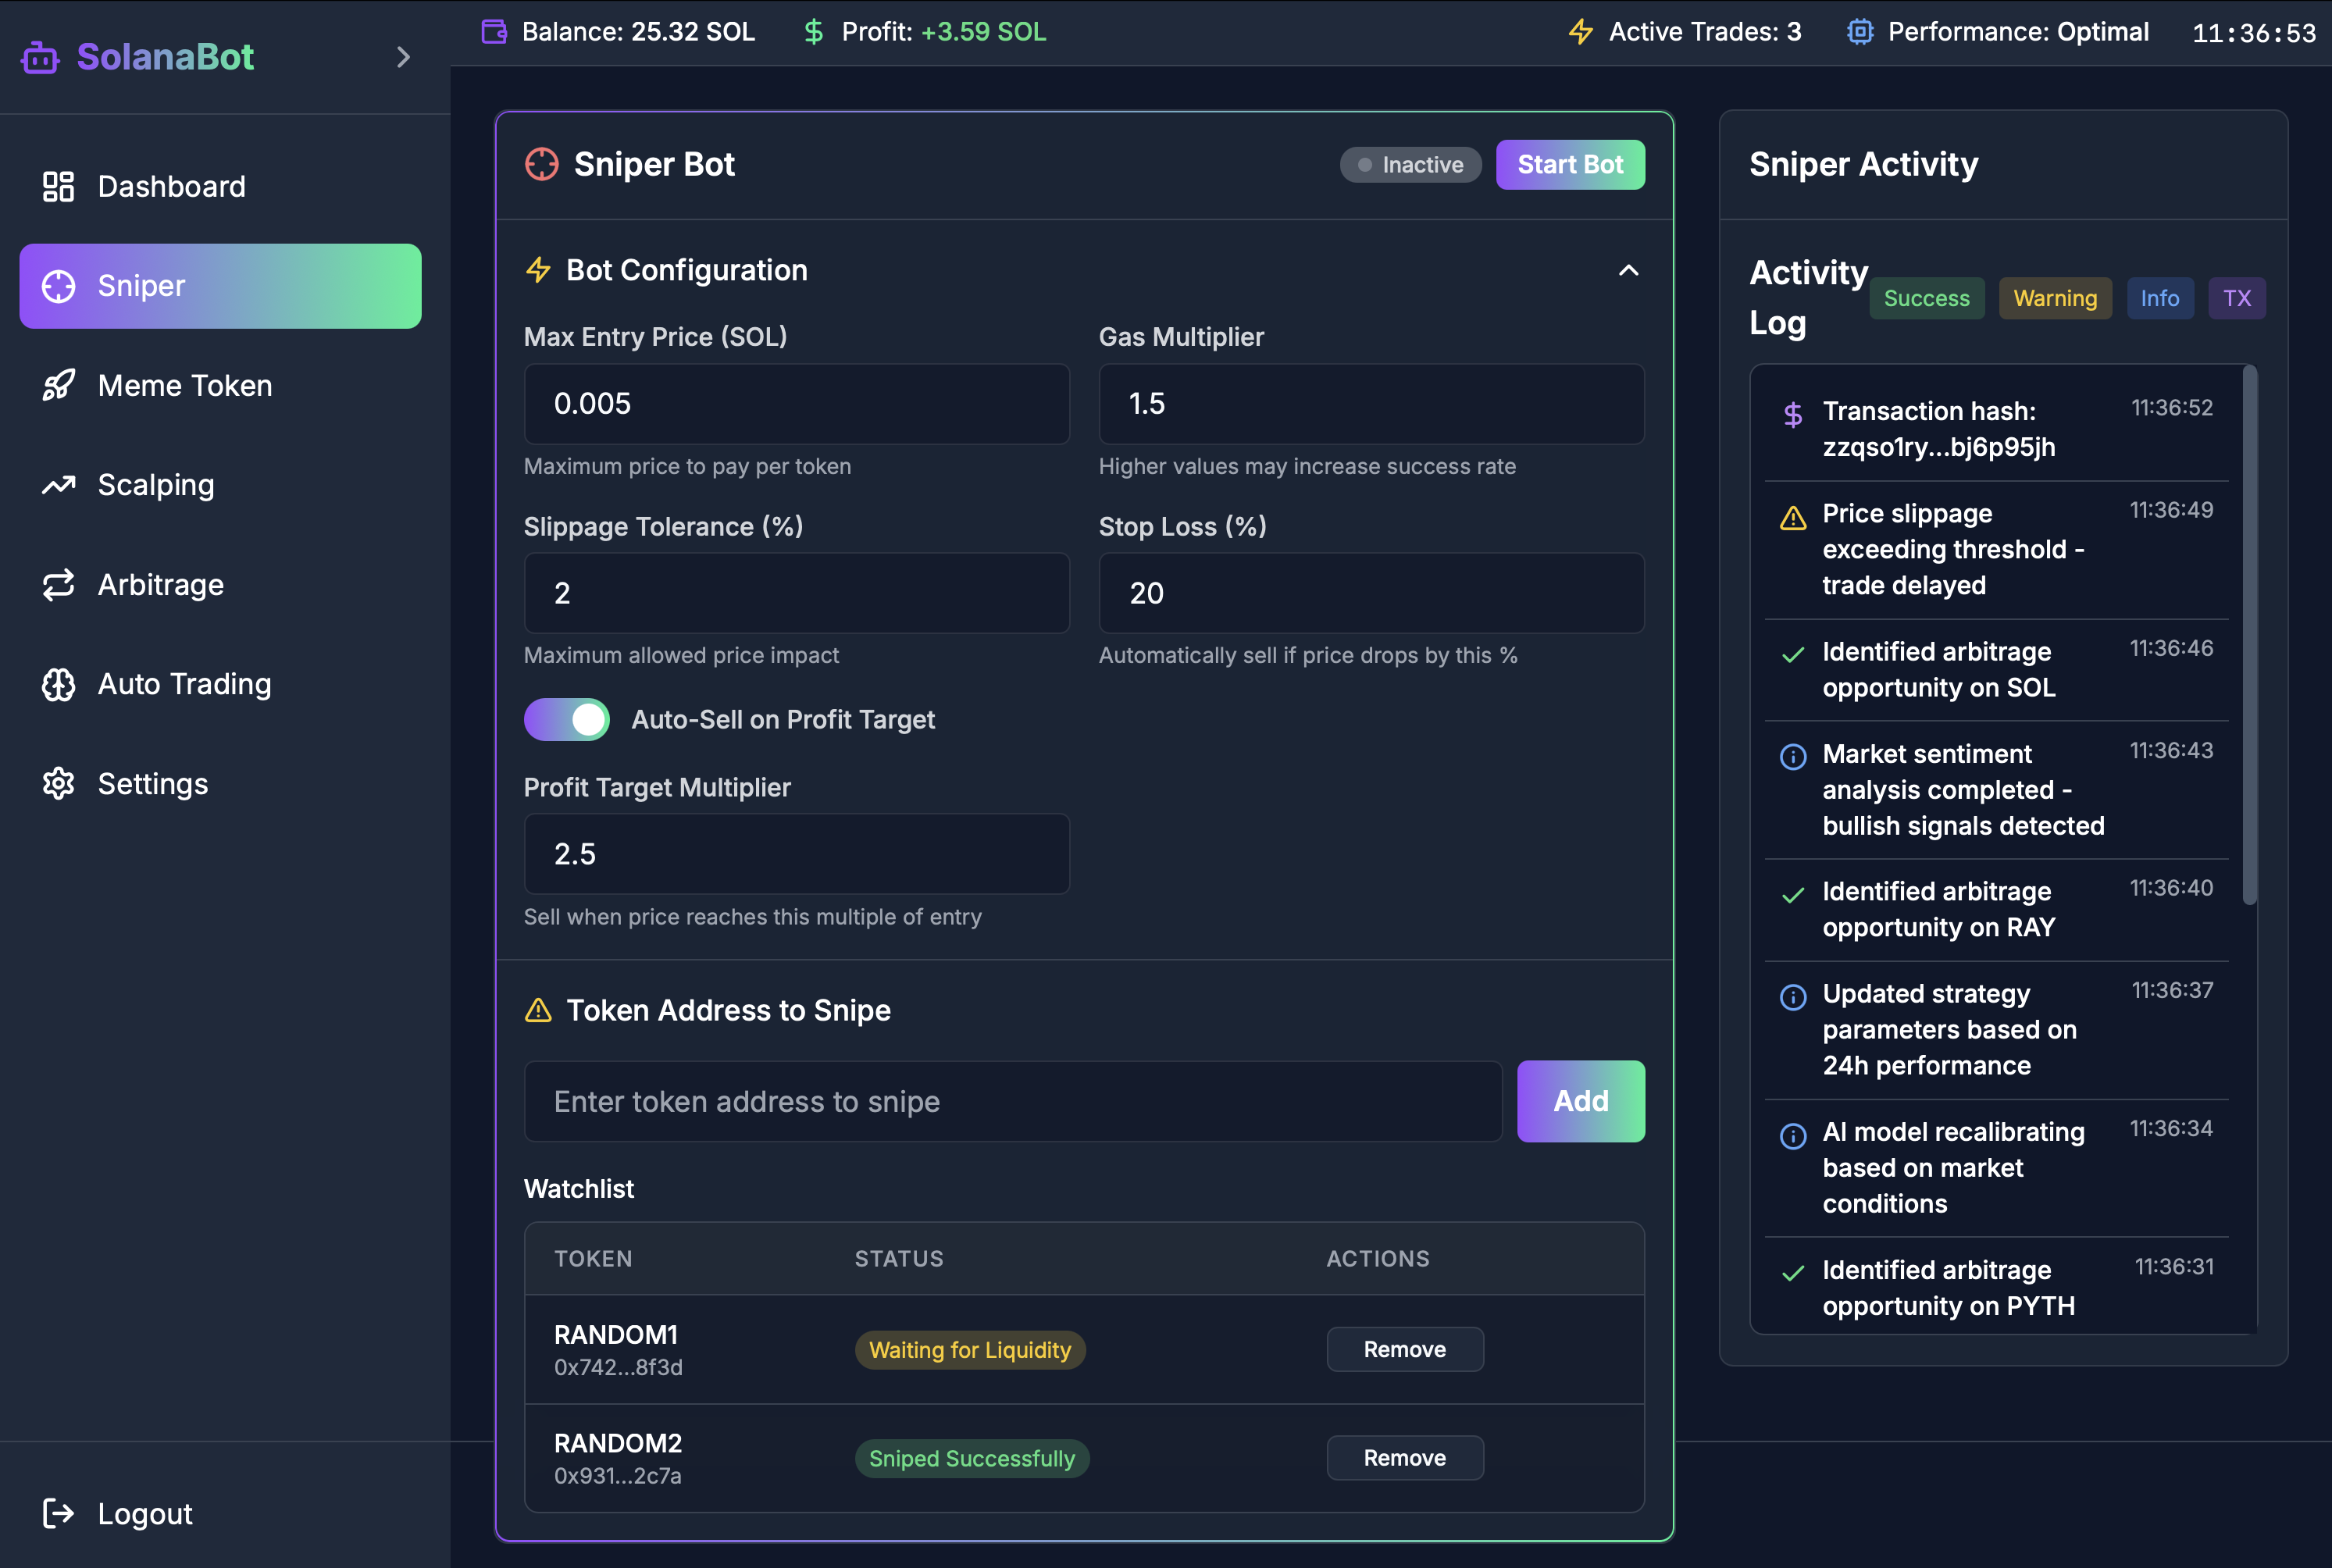 SolanaBot
Balance: 25.32 SOL
Profit: +3.59 SOL
Active Trades: 3
Performance: Optimal
11:36:53
Dashboard
Sniper
Meme Token
Scalping
Arbitrage
Auto Trading
Settings
Logout
Sniper Bot
Inactive
Start Bot
Bot Configuration
Max Entry Price (SOL)
0.005
Maximum price to pay per token
Gas Multiplier
1.5
Higher values may increase success rate
Slippage Tolerance (%)
2
Maximum allowed price impact
Stop Loss (%)
20
Automatically sell if price drops by this %
Auto-Sell on Profit Target
Profit Target Multiplier
2.5
Sell when price reaches this multiple of entry
Token Address to Snipe
Enter token address to snipe
Add
Watchlist
TOKEN STATUS ACTIONS
RANDOM1
0x742...8f3d
Waiting for Liquidity
Remove
RANDOM2
0x931...2c7a
Sniped Successfully
Remove
Sniper Activity
Activity
Log
Success
Warning
Info
TX
Transaction hash:
zzqso1ry...bj6p95jh
11:36:52
Price slippage
exceeding threshold -
trade delayed
11:36:49
Identified arbitrage
opportunity on SOL
11:36:46
Market sentiment
analysis completed -
bullish signals detected
11:36:43
Identified arbitrage
opportunity on RAY
11:36:40
Updated strategy
parameters based on
24h performance
11:36:37
AI model recalibrating
based on market
conditions
11:36:34
Identified arbitrage
opportunity on PYTH
11:36:31